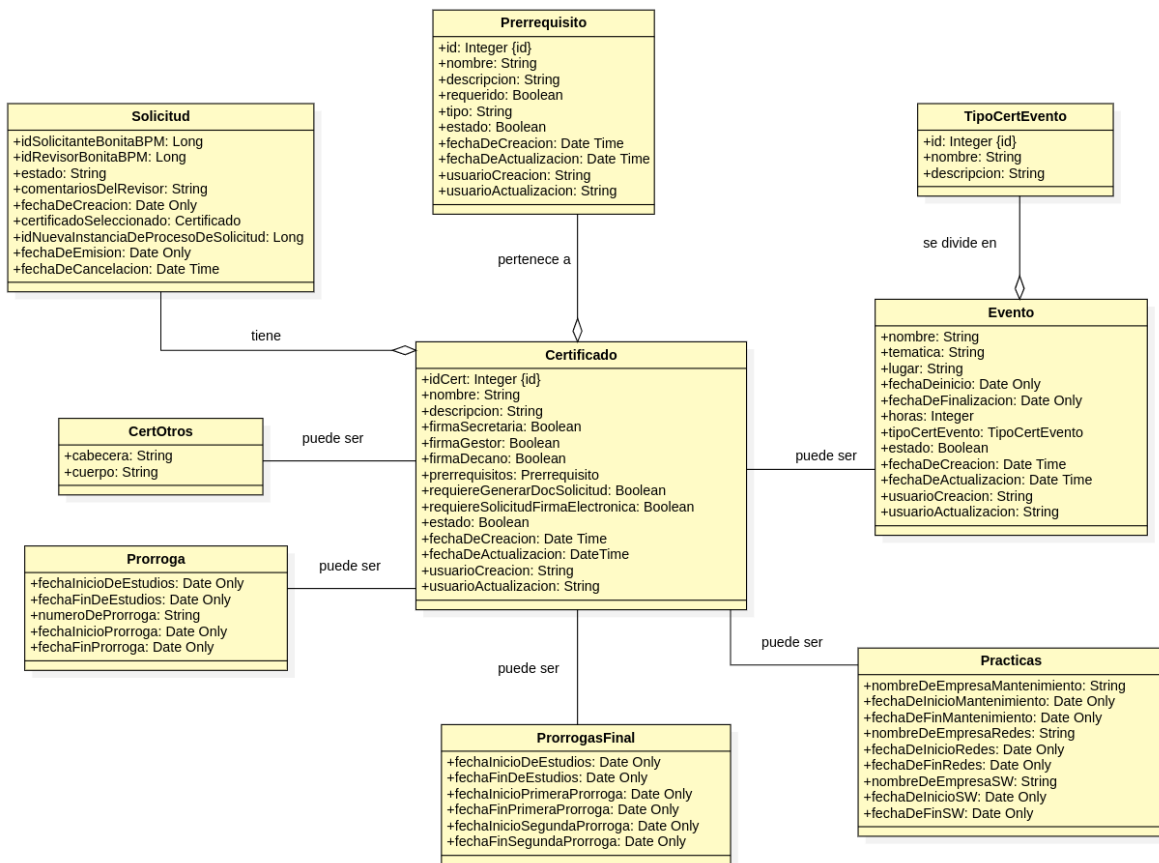 Prerrequisito
+id: Integer {id}
+nombre: String
+descripcion: String
+requerido: Boolean
+tipo: String
+estado: Boolean
+fechaDeCreacion: Date Time
+fechaDeActualizacion: Date Time
+usuarioCreacion: String
+usuarioActualizacion: String
Solicitud
+idSolicitanteBonitaBPM: Long
+idRevisorBonitaBPM: Long
+estado: String
+comentariosDelRevisor: String
+fechaDeCreacion: Date Only
+certificadoSeleccionado: Certificado
+idNuevaInstanciaDeProcesoDeSolicitud: Long
+fechaDeEmision: Date Only
+fechaDeCancelacion: Date Time
TipoCertEvento
+id: Integer {id}
+nombre: String
+descripcion: String
pertenece a
se divide en
tiene
Evento
+nombre: String
+tematica: String
+lugar: String
+fechaDeinicio: Date Only
+fechaDeFinalizacion: Date Only
+horas: Integer
+tipoCertEvento: TipoCertEvento
+estado: Boolean
+fechaDeCreacion: Date Time
+fechaDeActualizacion: Date Time
+usuarioCreacion: String
+usuarioActualizacion: String
Certificado
+idCert: Integer {id}
+nombre: String
+descripcion: String
+firmaSecretaria: Boolean
+firmaGestor: Boolean
+firmaDecano: Boolean
+prerrequisitos: Prerrequisito
+requiereGenerarDocSolicitud: Boolean
+requiereSolicitudFirmaElectronica: Boolean
+estado: Boolean
+fechaDeCreacion: Date Time
+fechaDeActualizacion: DateTime
+usuarioCreacion: String
+usuarioActualizacion: String
CertOtros
+cabecera: String
+cuerpo: String
puede ser
puede ser
Prorroga
+fechaInicioDeEstudios: Date Only
+fechaFinDeEstudios: Date Only
+numeroDeProrroga: String
+fechaInicioProrroga: Date Only
+fechaFinProrroga: Date Only
puede ser
puede ser
puede ser
Practicas
+nombreDeEmpresaMantenimiento: String
+fechaDeInicioMantenimiento: Date Only
+fechaDeFinMantenimiento: Date Only
+nombreDeEmpresaRedes: String
+fechaDeInicioRedes: Date Only
+fechaDeFinRedes: Date Only
+nombreDeEmpresaSW: String
+fechaDeInicioSW: Date Only
+fechaDeFinSW: Date Only
ProrrogasFinal
+fechaInicioDeEstudios: Date Only
+fechaFinDeEstudios: Date Only
+fechaInicioPrimeraProrroga: Date Only
+fechaFinPrimeraProrroga: Date Only
+fechaInicioSegundaProrroga: Date Only
+fechaFinSegundaProrroga: Date Only